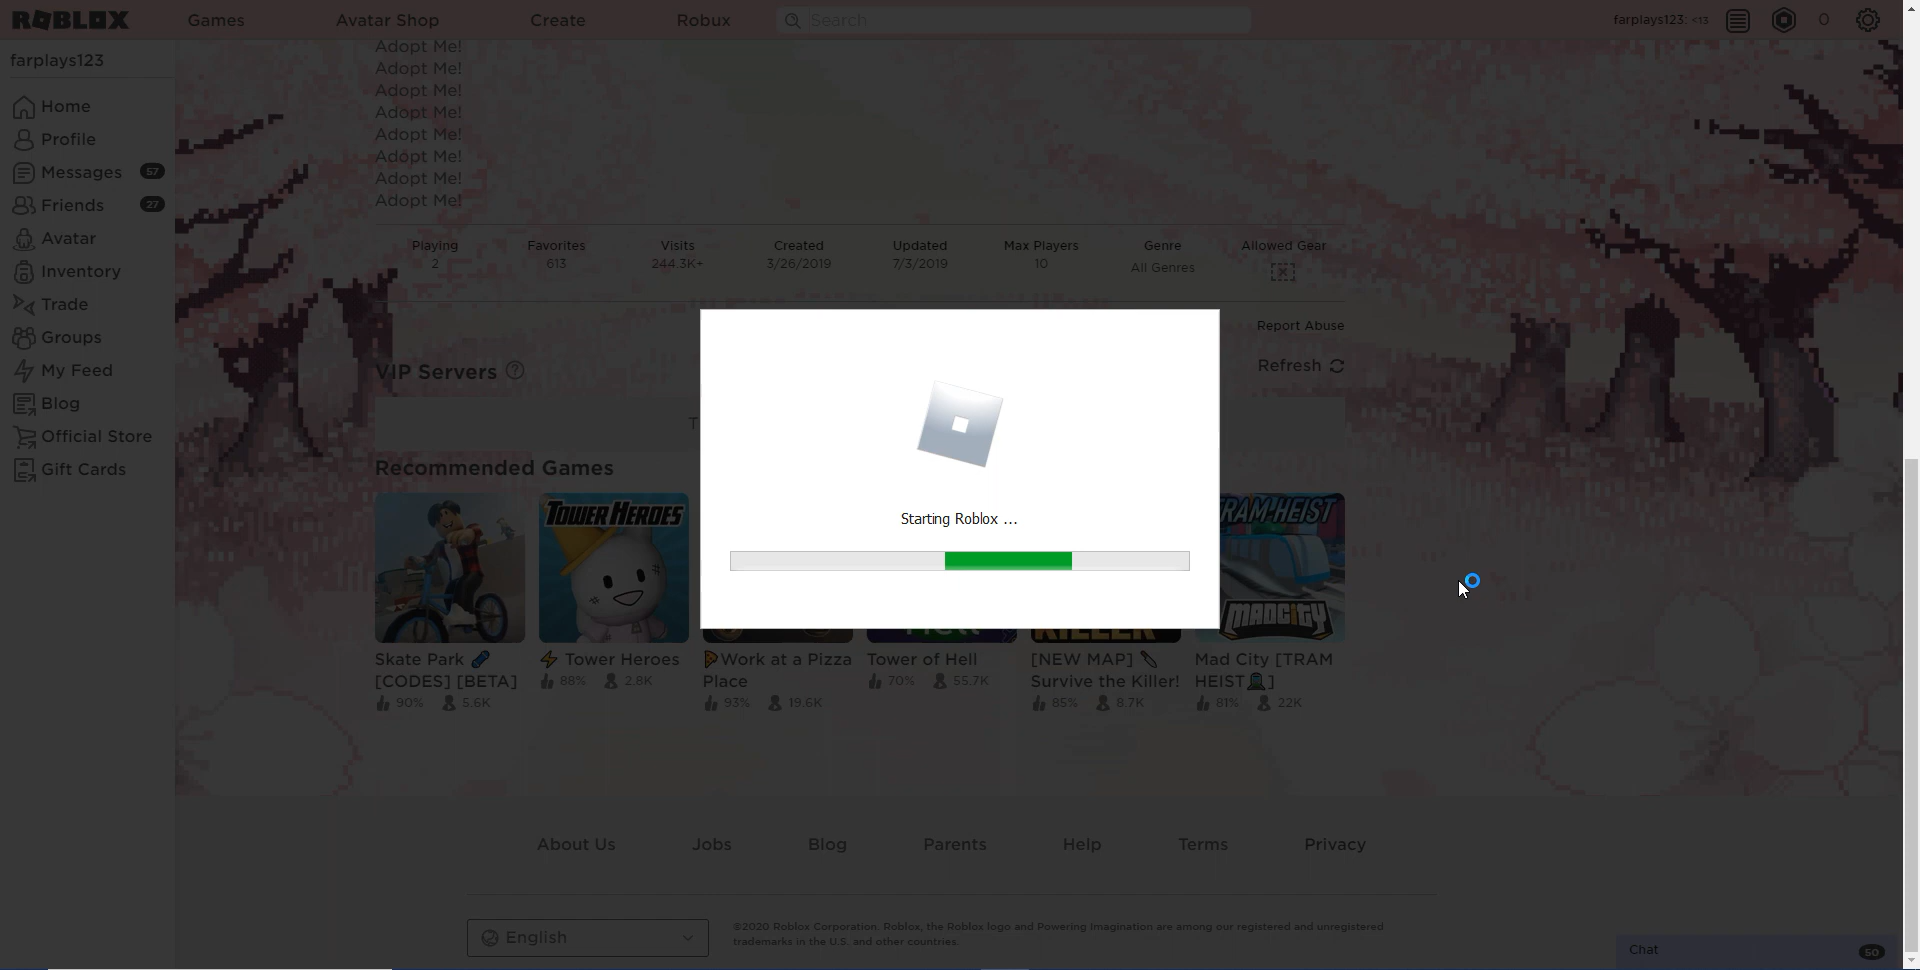 ROBLOX
Games
Avatar Shop
Create
Robux
Search
farplays123: <13
0
farplays123
Home
Profile
Messages 57
Friends 27
Avatar
Inventory
Trade
Groups
My Feed
Blog
Official Store
Gift Cards
Adopt Me!
Adopt Me!
Adopt Me!
Adopt Me!
Adopt Me!
Adopt Me!
Adopt Me!
Adopt Me!
Playing
2
Favorites
613
Visits
244.3K+
Created
3/26/2019
Updated
7/3/2019
Max Players
10
Genre
All Genres
Allowed Gear
Report Abuse
VIP Servers
Refresh
Starting Roblox ...
Recommended Games
TOWER HEROES
MADCITY
Skate Park
[CODES] [BETA]
90% 5.6K
Tower Heroes
88% 2.8K
Work at a Pizza
Place
93% 19.6K
Tower of Hell
70% 55.7K
[NEW MAP]
Survive the Killer!
85% 8.7K
Mad City [TRAM
HEIST]
81% 22K
About Us
Jobs
Blog
Parents
Help
Terms
Privacy
English
©2020 Roblox Corporation. Roblox, the Roblox logo and Powering Imagination are among our registered and unregistered
trademarks in the U.S. and other countries.
Chat
50